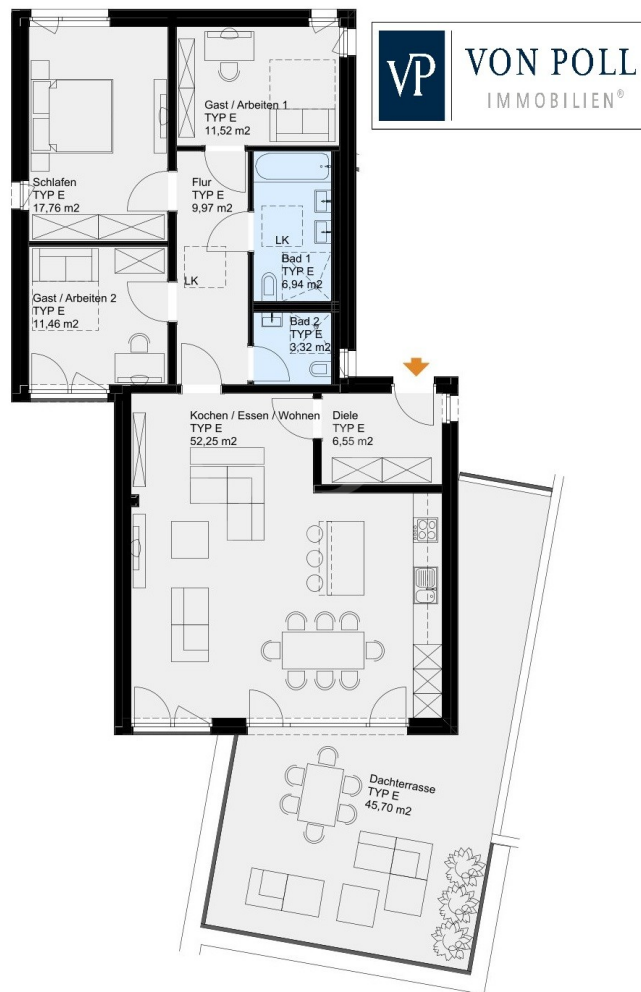 VP
VON POLL
IMMOBILIEN®
Gast / Arbeiten 1
TYP E
11,52 m2
Schlafen
TYP E
17,76 m2
Flur
TYP E
9,97 m2
LK
Bad 1
TYP E
6,94 m2
LK
Gast / Arbeiten 2
TYP E
11,46 m2
Bad 2
TYP E
3,32 m2
Kochen / Essen / Wohnen
TYP E
52,25 m2
Diele
TYP E
6,55 m2
Dachterrasse
TYP E
45,70 m2